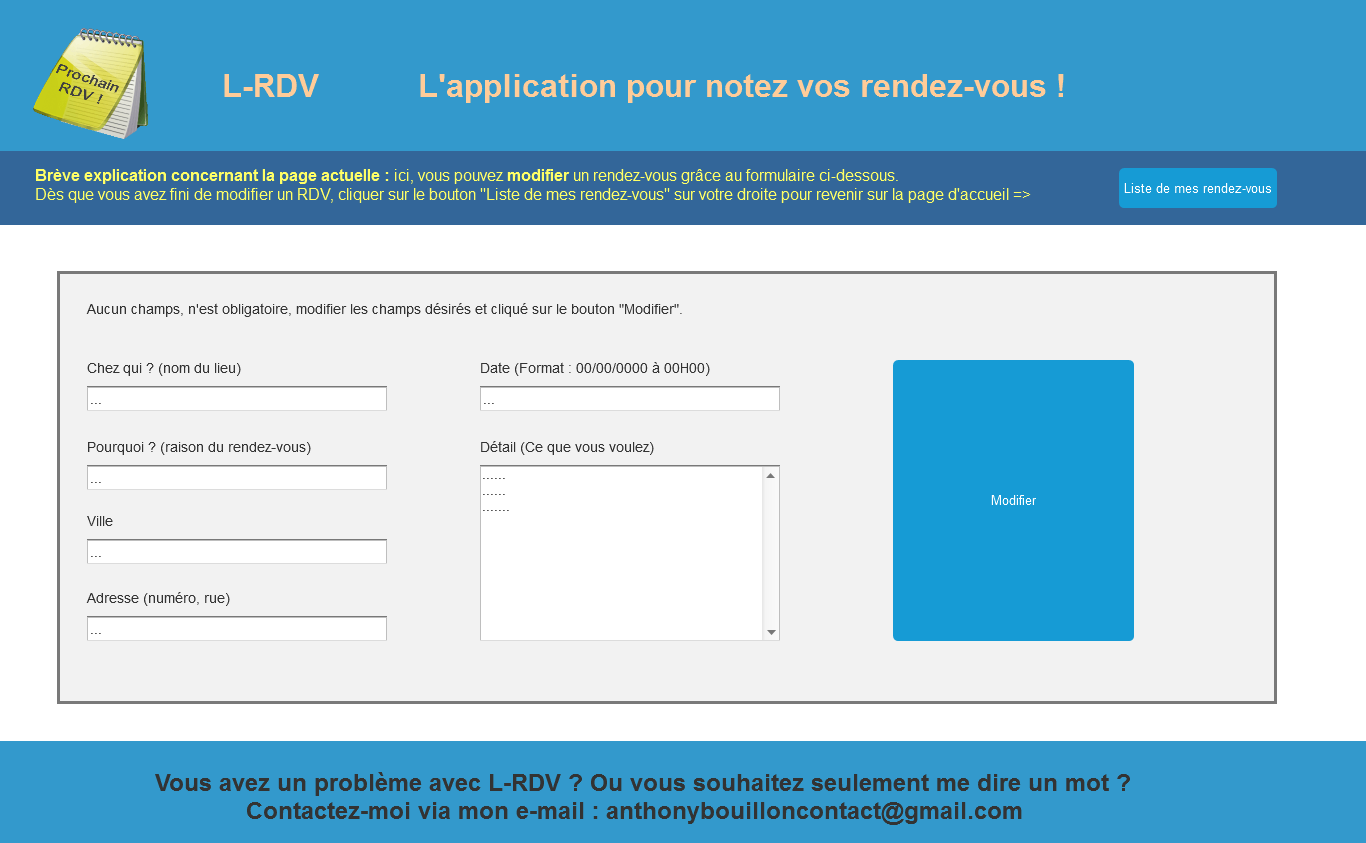 Prochain
RDV !
L-RDV
L'application pour notez vos rendez-vous !
Brève explication concernant la page actuelle : ici, vous pouvez modifier un rendez-vous grâce au formulaire ci-dessous.
Dès que vous avez fini de modifier un RDV, cliquer sur le bouton "Liste de mes rendez-vous" sur votre droite pour revenir sur la page d'accueil =>
Liste de mes rendez-vous
Aucun champs, n'est obligatoire, modifier les champs désirés et cliqué sur le bouton "Modifier".
Chez qui ? (nom du lieu)
...
Pourquoi ? (raison du rendez-vous)
...
Ville
...
Adresse (numéro, rue)
...
Date (Format : 00/00/0000 à 00H00)
...
Détail (Ce que vous voulez)
......
......
.......
Modifier
Vous avez un problème avec L-RDV ? Ou vous souhaitez seulement me dire un mot ?
Contactez-moi via mon e-mail : anthonybouilloncontact@gmail.com